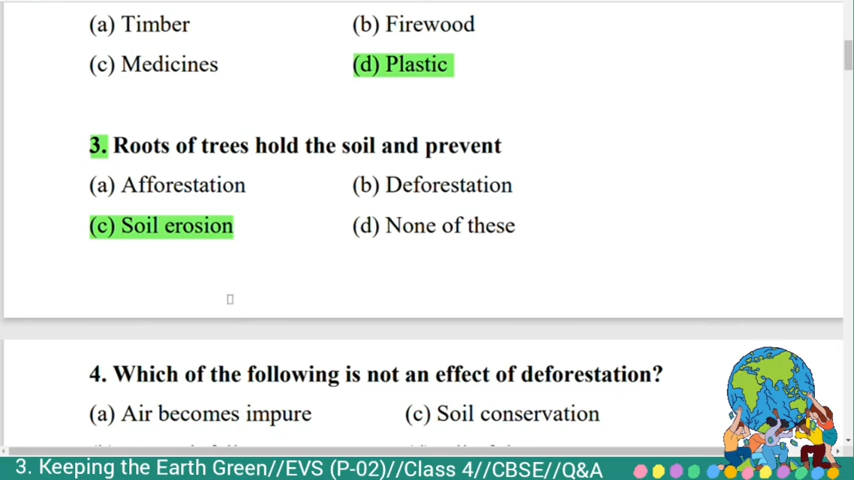 (a) Timber (b) Firewood
(c) Medicines (d) Plastic
3. Roots of trees hold the soil and prevent
(a) Afforestation (b) Deforestation
(c) Soil erosion (d) None of these
4. Which of the following is not an effect of deforestation?
(a) Air becomes impure (c) Soil conservation
3. Keeping the Earth Green//EVS (P-02)//Class 4//CBSE//Q&A